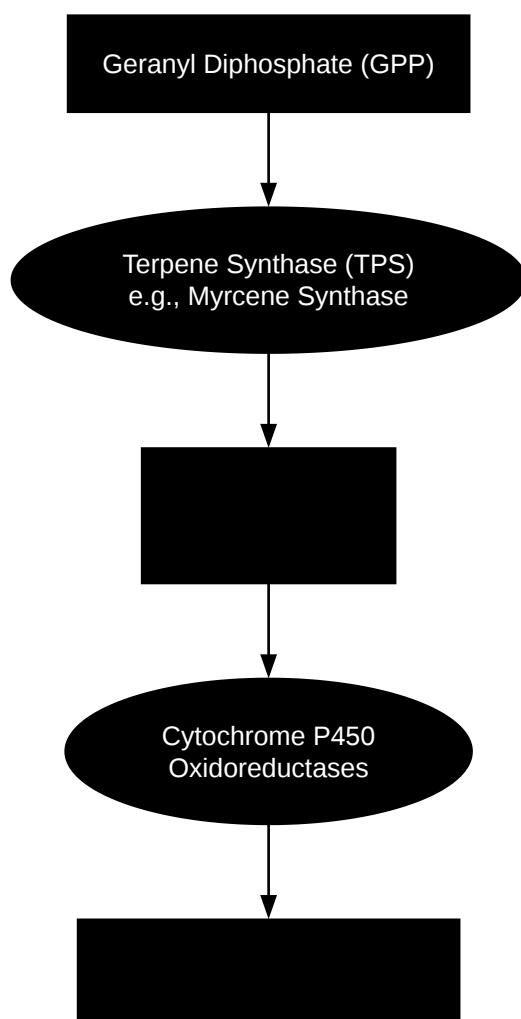 Geranyl Diphosphate (GPP)
Terpene Synthase (TPS)
e.g., Myrcene Synthase
Cytochrome P450
Oxidoreductases